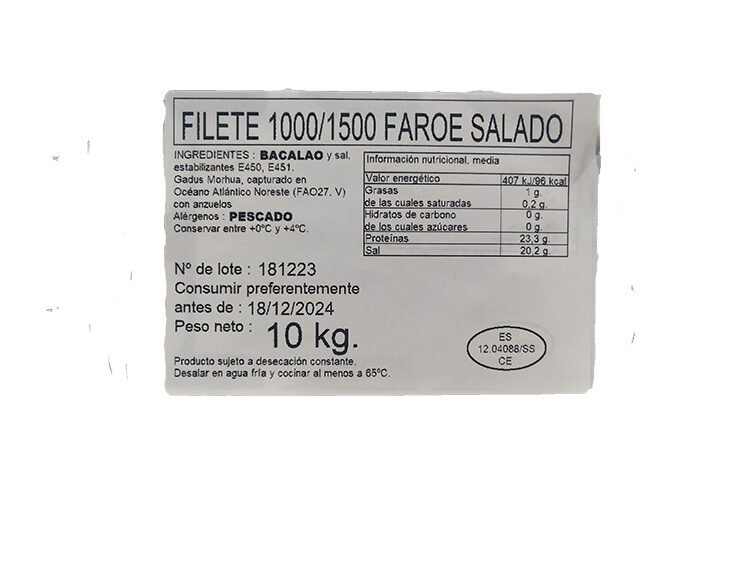 FILETE 1000/1500 FAROE SALADO
INGREDIENTES : BACALAO y sal,
estabilizantes E450, E451.
Gadus Morhua, capturado en
Océano Atlántico Noreste (FAO27, V)
con anzuelos
Alérgenos : PESCADO
Conservar entre +0ºC y +4ºC.
Información nutricional, media
Valor energético 407 kJ/96 kcal
Grasas 1 g.
de las cuales saturadas 0,2 g.
Hidratos de carbono 0 g.
de los cuales azúcares 0 g.
Proteinas 23,3 g.
Sal 20,2 g.
Nº de lote : 181223
Consumir preferentemente
antes de : 18/12/2024
Peso neto : 10 kg.
Producto sujeto a desecación constante.
Desalar en agua fría y cocinar al menos a 65ºC.
ES
12.04088/SS
CE